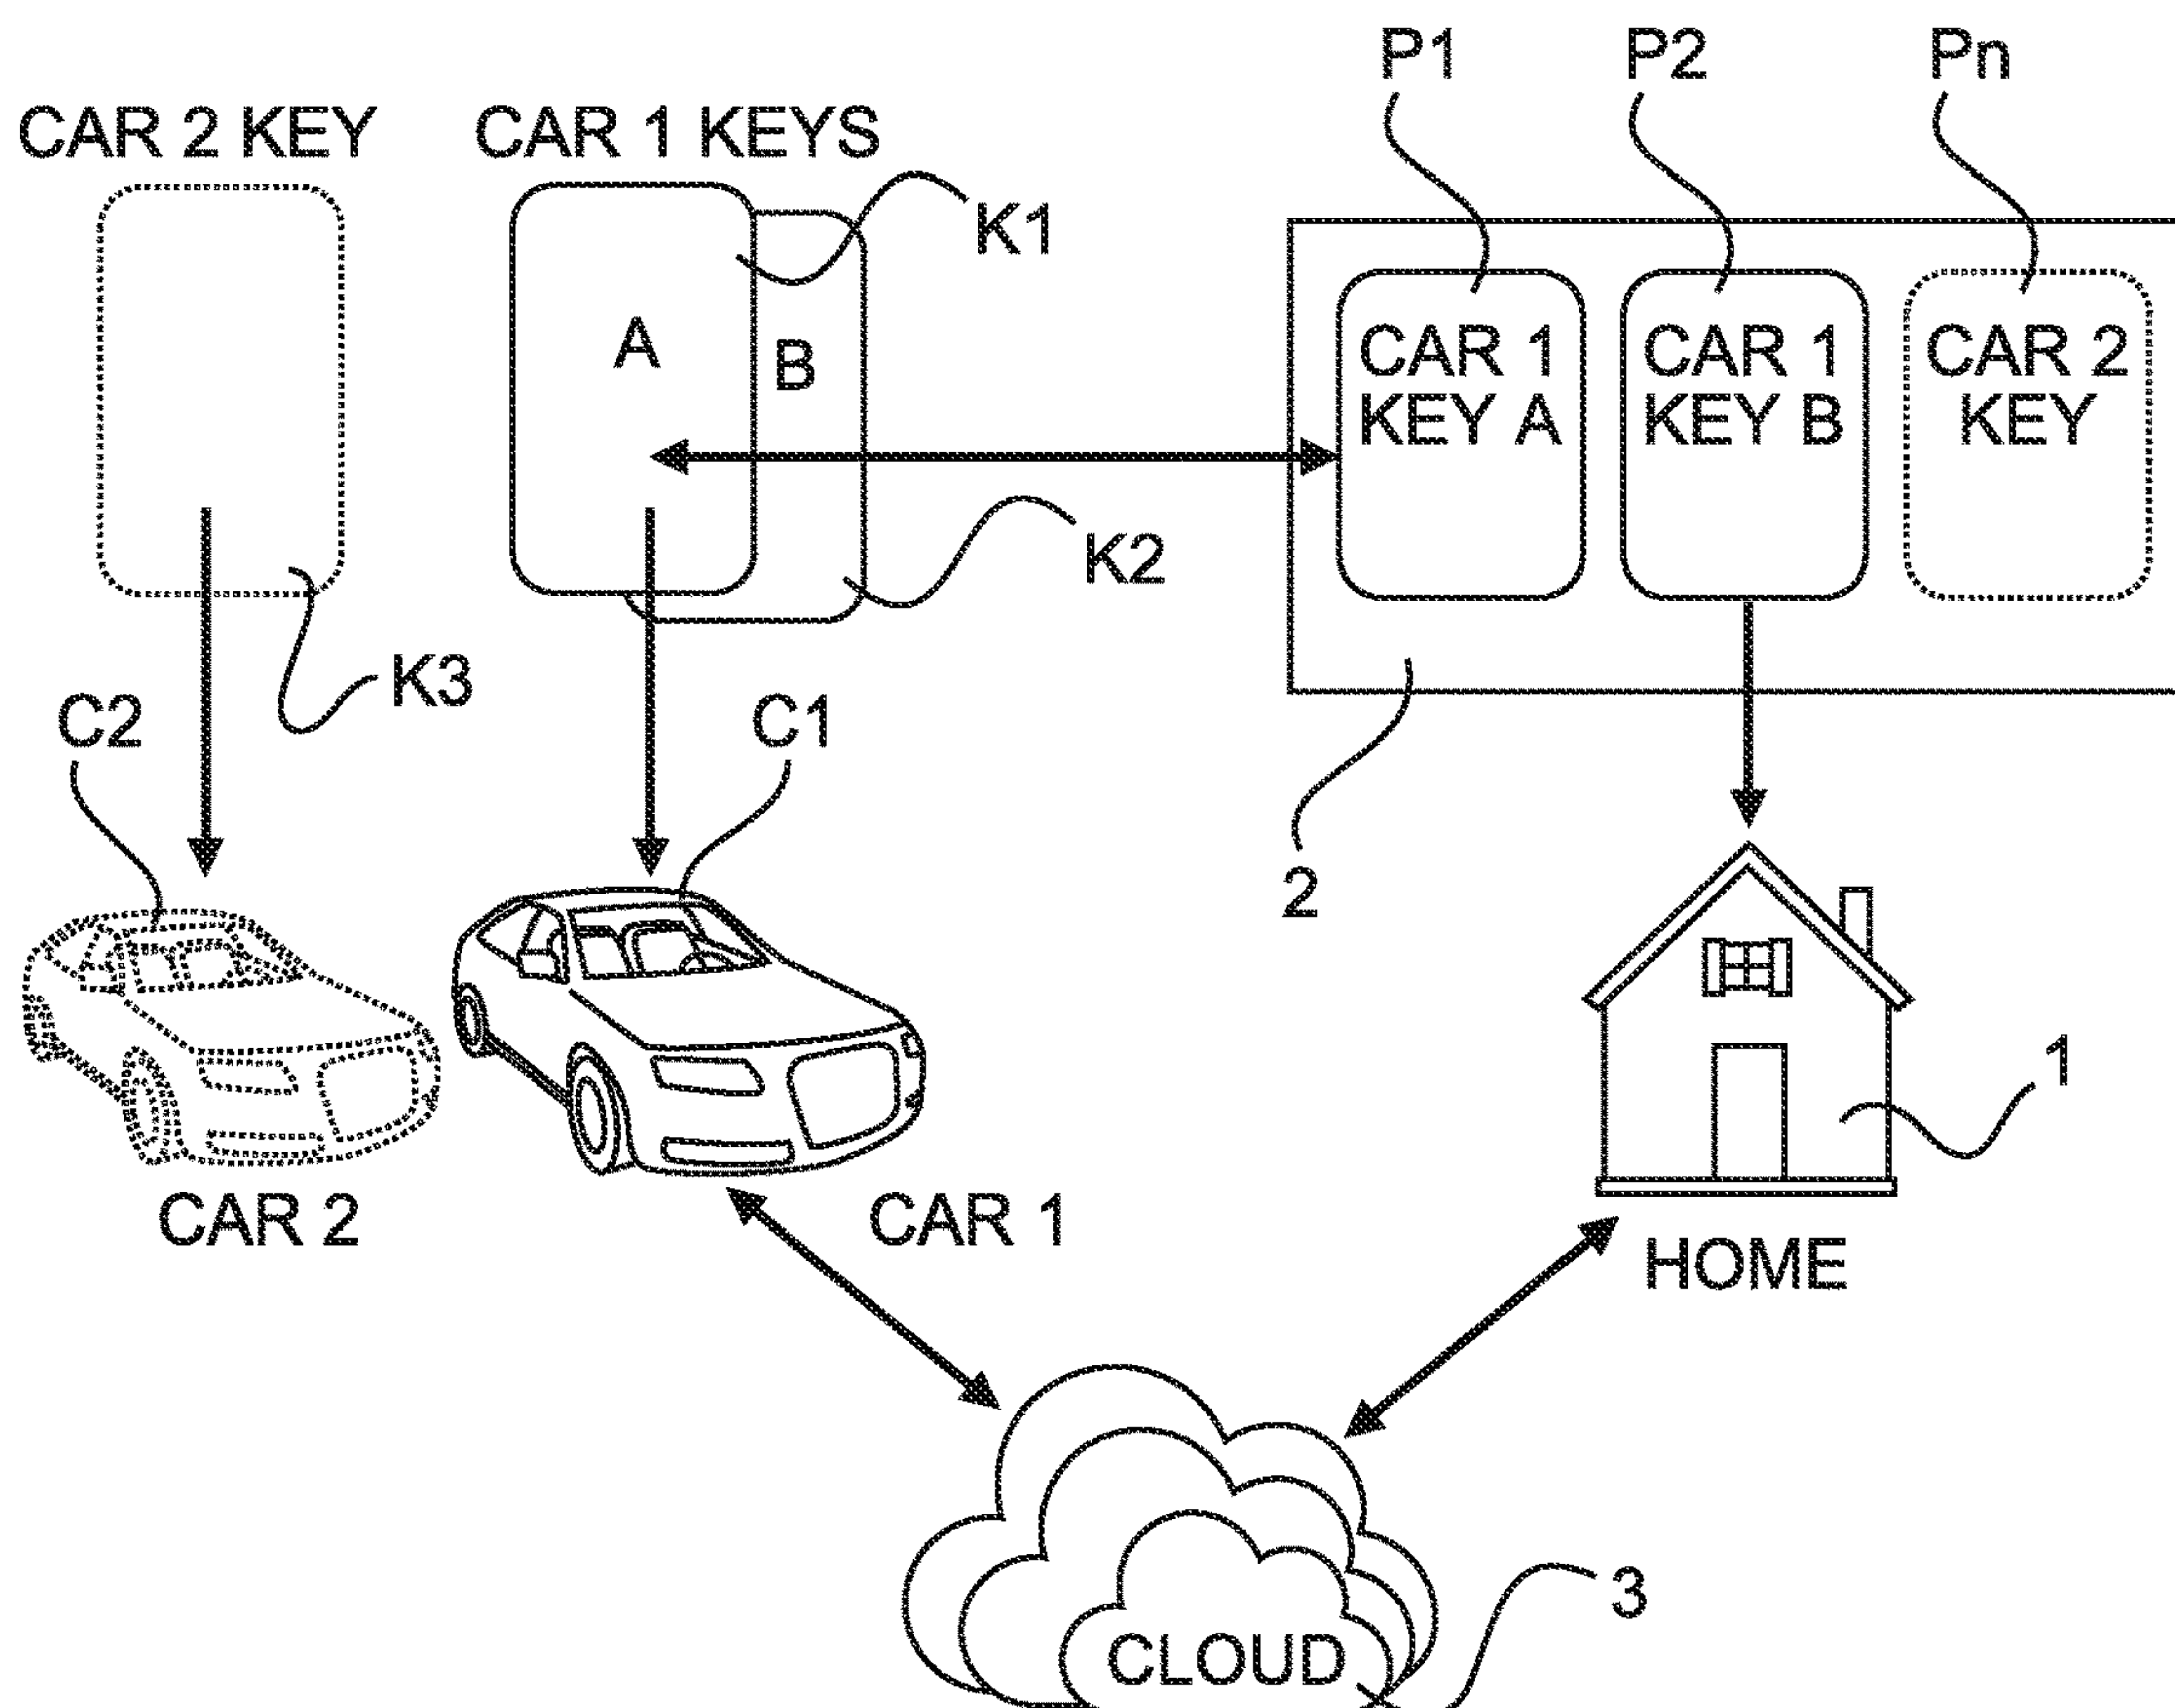 P1 P2 Pn
CAR 2 KEY CAR 1 KEYS
K1
A
B
CAR 1
KEY A
CAR 1
KEY B
CAR 2
KEY
K2
K3
C2
C1
2
1
CAR 2
CAR 1
HOME
3
CLOUD